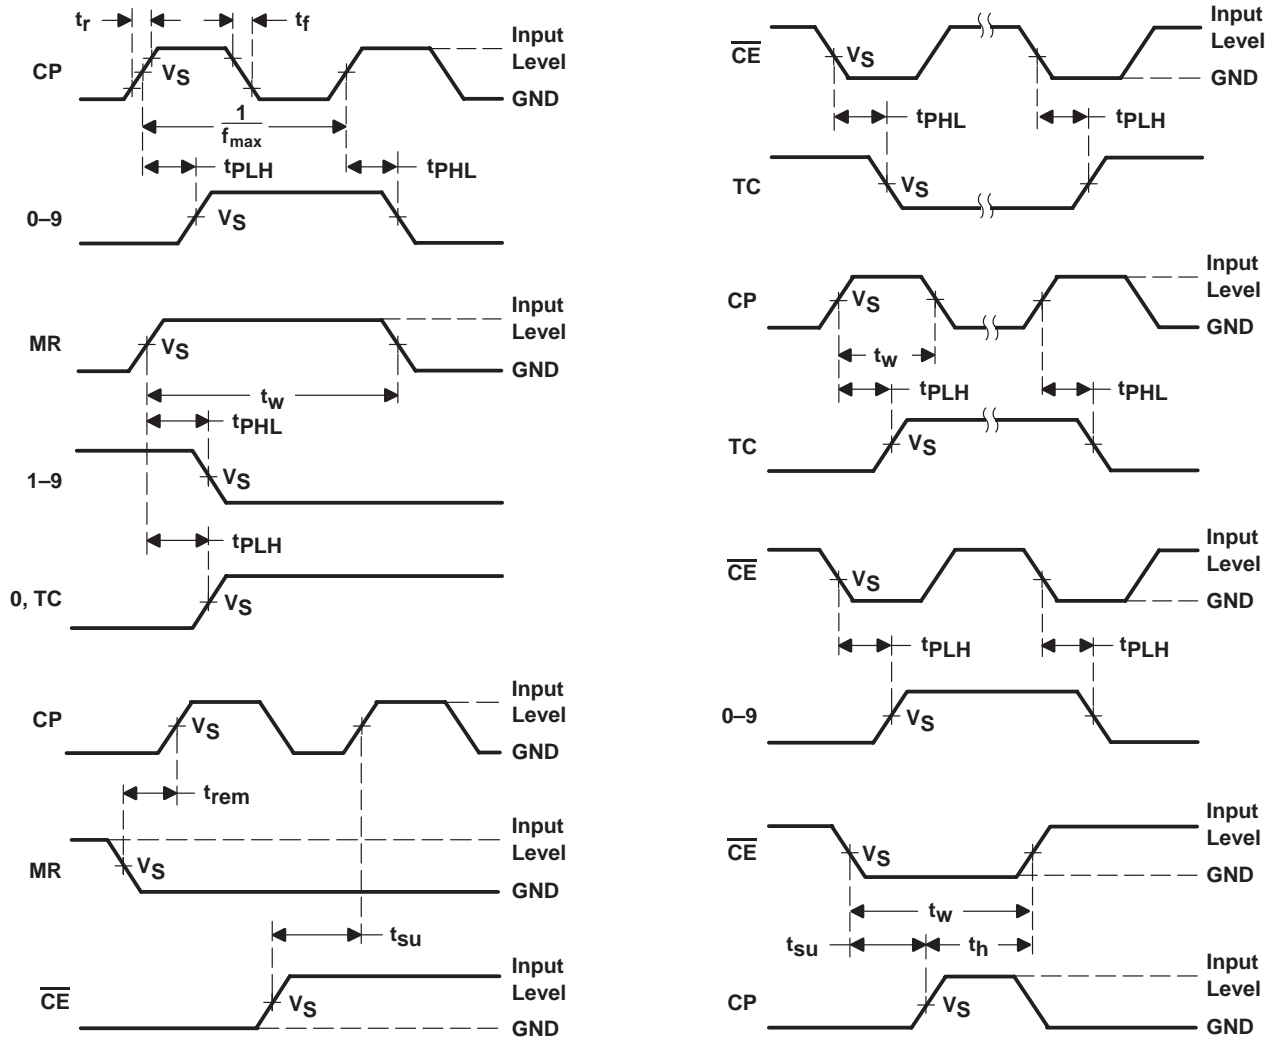 tr
tf
Input
Level
CP
VS
GND
1
fmax
tPLH
tPHL
0–9
VS
Input
Level
MR
VS
GND
tw
tPHL
1–9
VS
tPLH
0, TC
VS
Input
Level
CP
VS
GND
trem
Input
Level
MR
VS
GND
tsu
Input
Level
CE
VS
GND
Input
Level
CE
VS
GND
tPHL
tPLH
TC
VS
Input
Level
CP
VS
GND
tw
tPLH
tPHL
TC
VS
Input
Level
CE
VS
GND
tPLH
tPLH
0–9
VS
Input
Level
CE
VS
GND
tw
tsu
th
Input
Level
CP
VS
GND